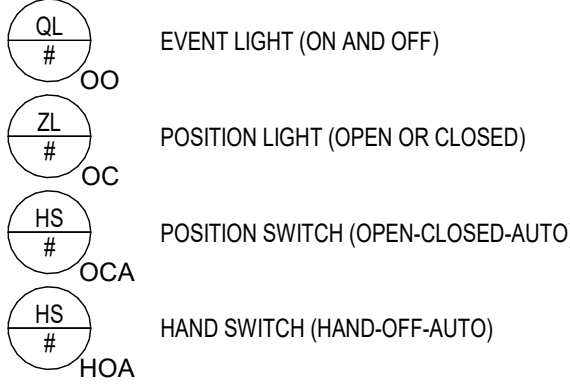 QL
#
OO
EVENT LIGHT (ON AND OFF)
ZL
#
OC
POSITION LIGHT (OPEN OR CLOSED)
HS
#
OCA
POSITION SWITCH (OPEN-CLOSED-AUTO)
HS
#
HOA
HAND SWITCH (HAND-OFF-AUTO)